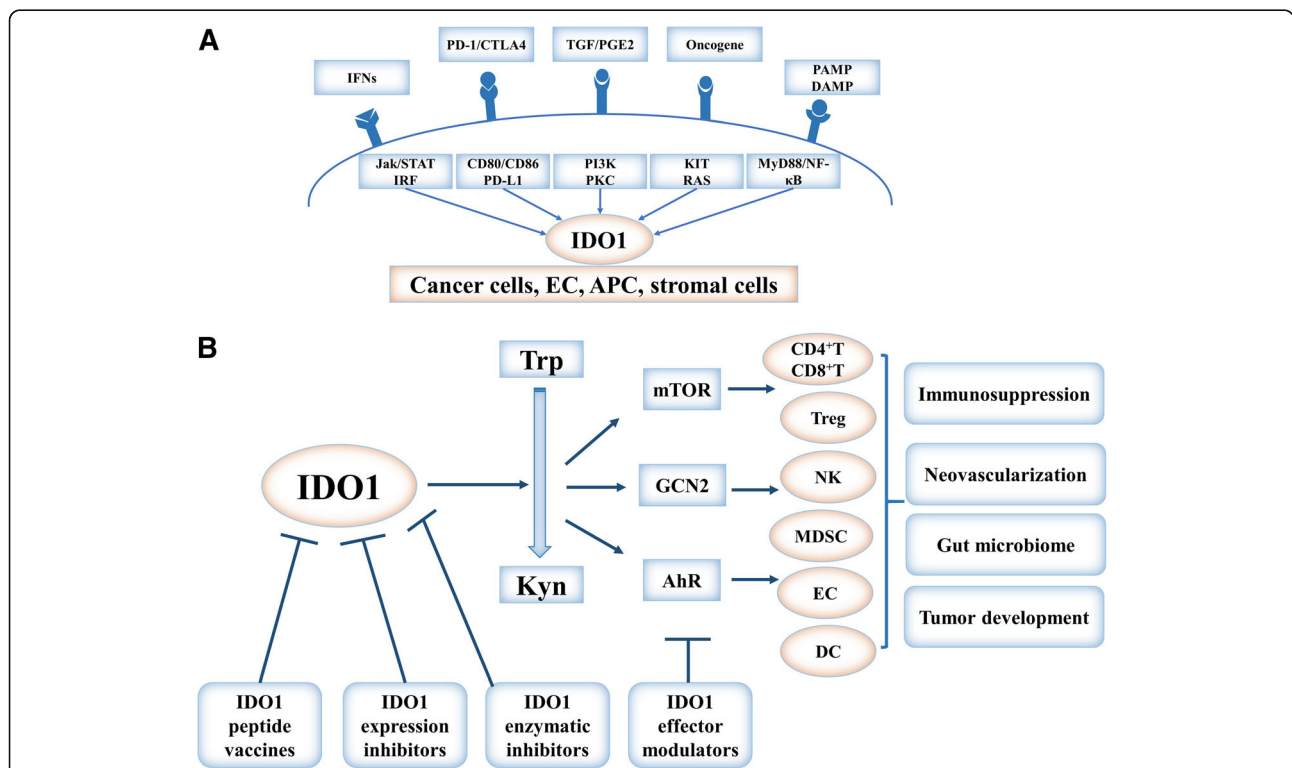 A
IFNs
PD-1/CTLA4
TGF/PGE2
Oncogene
PAMP
DAMP
Jak/STAT
IRF
CD80/CD86
PD-L1
PI3K
PKC
KIT
RAS
MyD88/NF-
κB
IDO1
Cancer cells, EC, APC, stromal cells
B
Trp
Kyn
IDO1
mTOR
GCN2
AhR
CD4⁺T
CD8⁺T
Treg
NK
MDSC
EC
DC
Immunosuppression
Neovascularization
Gut microbiome
Tumor development
IDO1
peptide
vaccines
IDO1
expression
inhibitors
IDO1
enzymatic
inhibitors
IDO1
effector
modulators